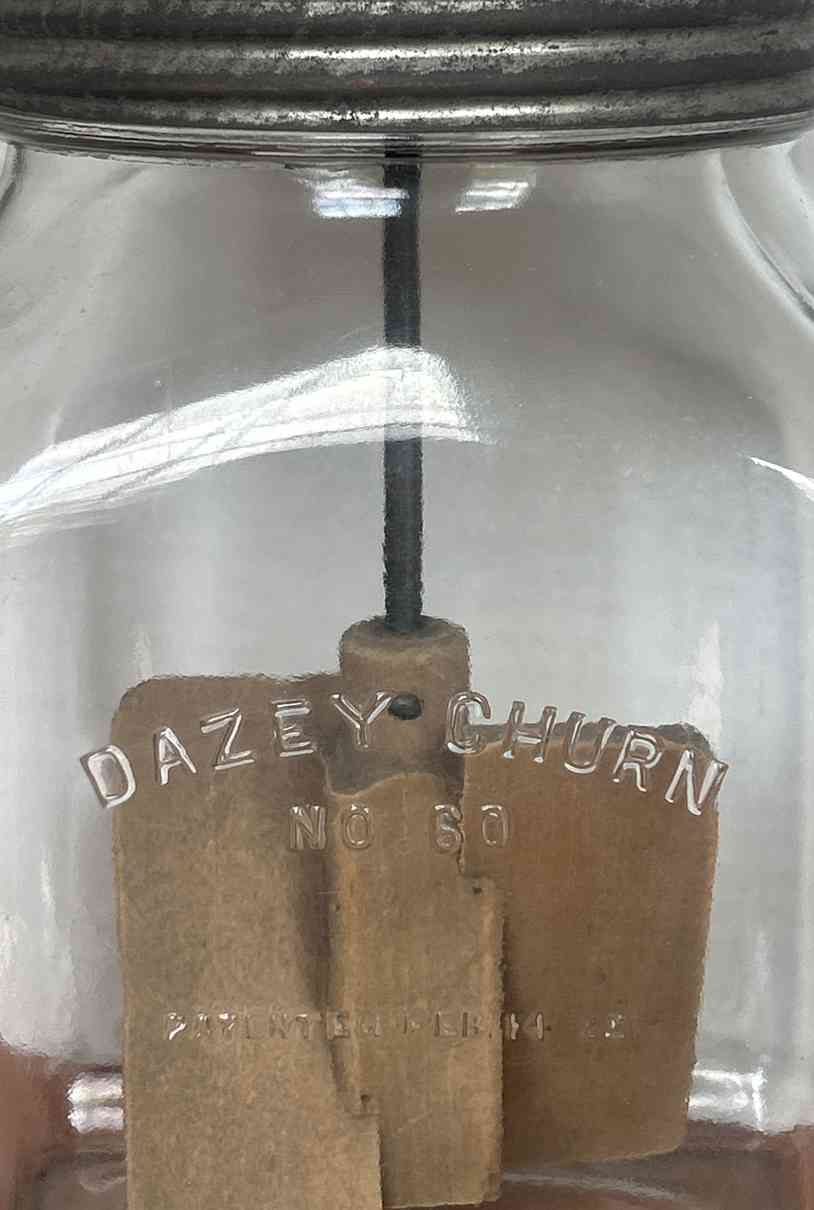 DAZEY CHURN
NO 60
PATENTED FEB. 14